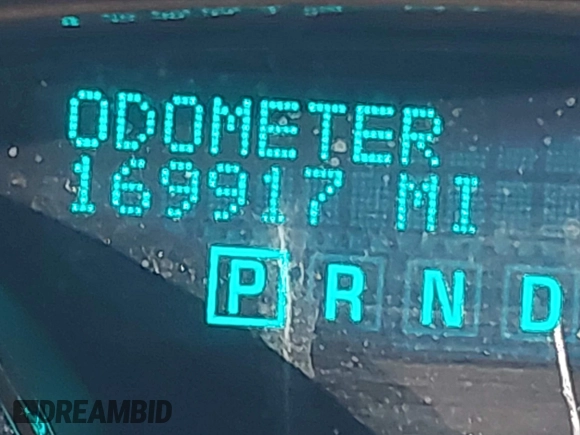 ODOMETER
169917 MI
P R N D
DREAMBID